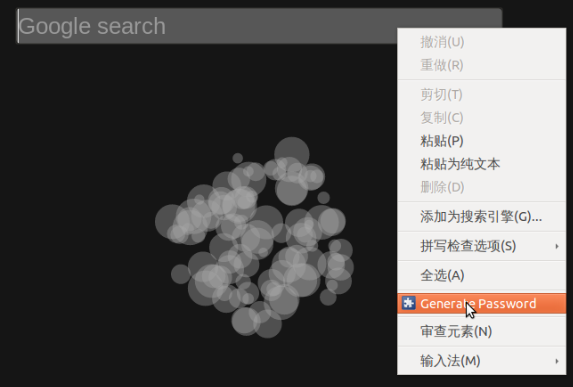 Google search
撤消(U)
重做(R)
剪切(T)
复制(C)
粘贴(P)
粘贴为纯文本
删除(D)
添加为搜索引擎(G)...
拼写检查选项(S)
全选(A)
Generate Password
审查元素(N)
输入法(M)